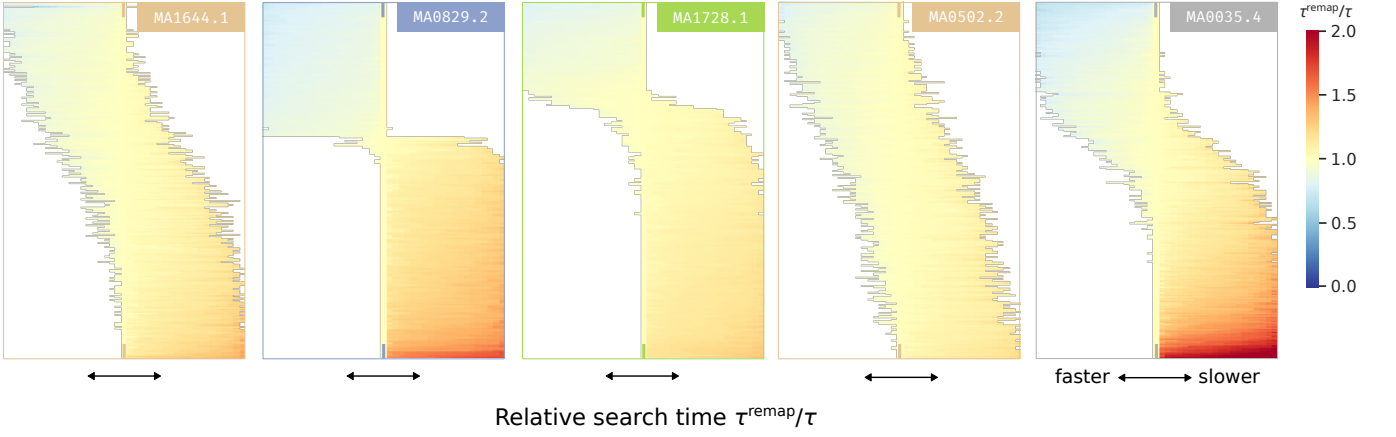 MA1644.1
MA0829.2
MA1728.1
MA0502.2
MA0035.4
τ^remap/τ
2.0
1.5
1.0
0.5
0.0
faster
slower
Relative search time τ^remap/τ